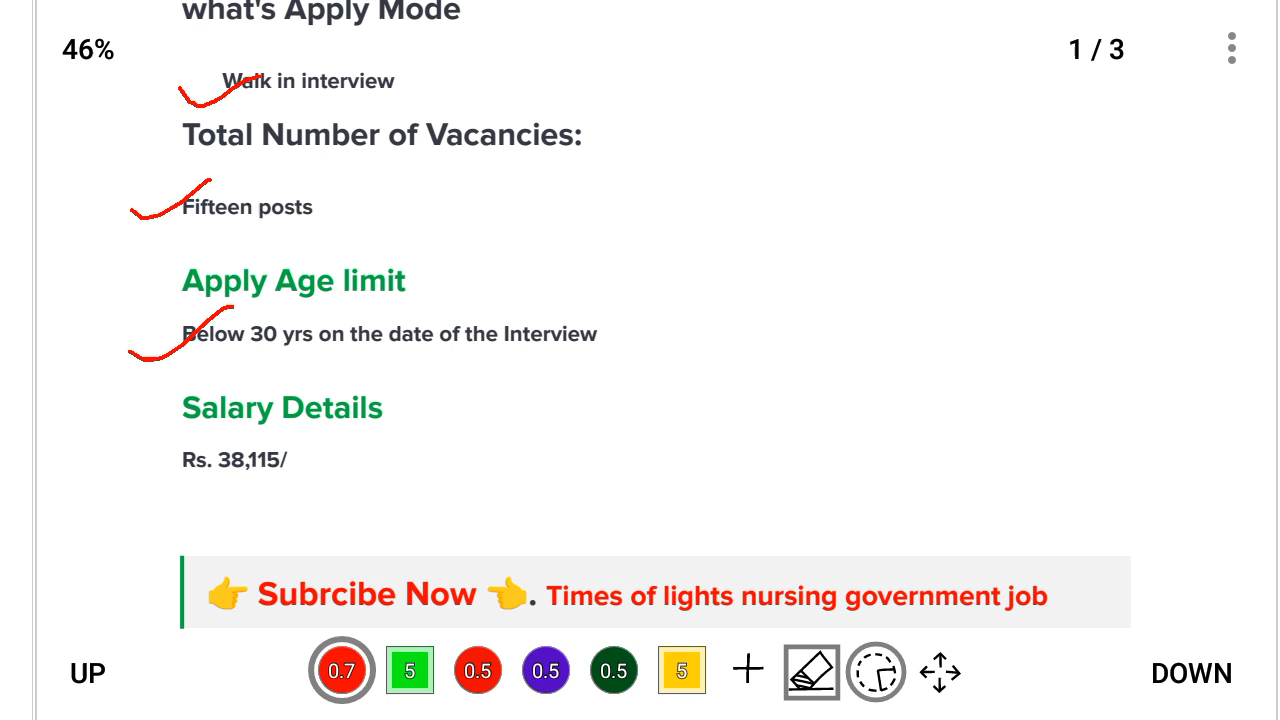 what's Apply Mode
46%
1 / 3
Walk in interview
Total Number of Vacancies:
Fifteen posts
Apply Age limit
Below 30 yrs on the date of the Interview
Salary Details
Rs. 38,115/
👉 Subrcibe Now 👈. Times of lights nursing government job
UP
0.7
5
0.5
0.5
0.5
5
DOWN